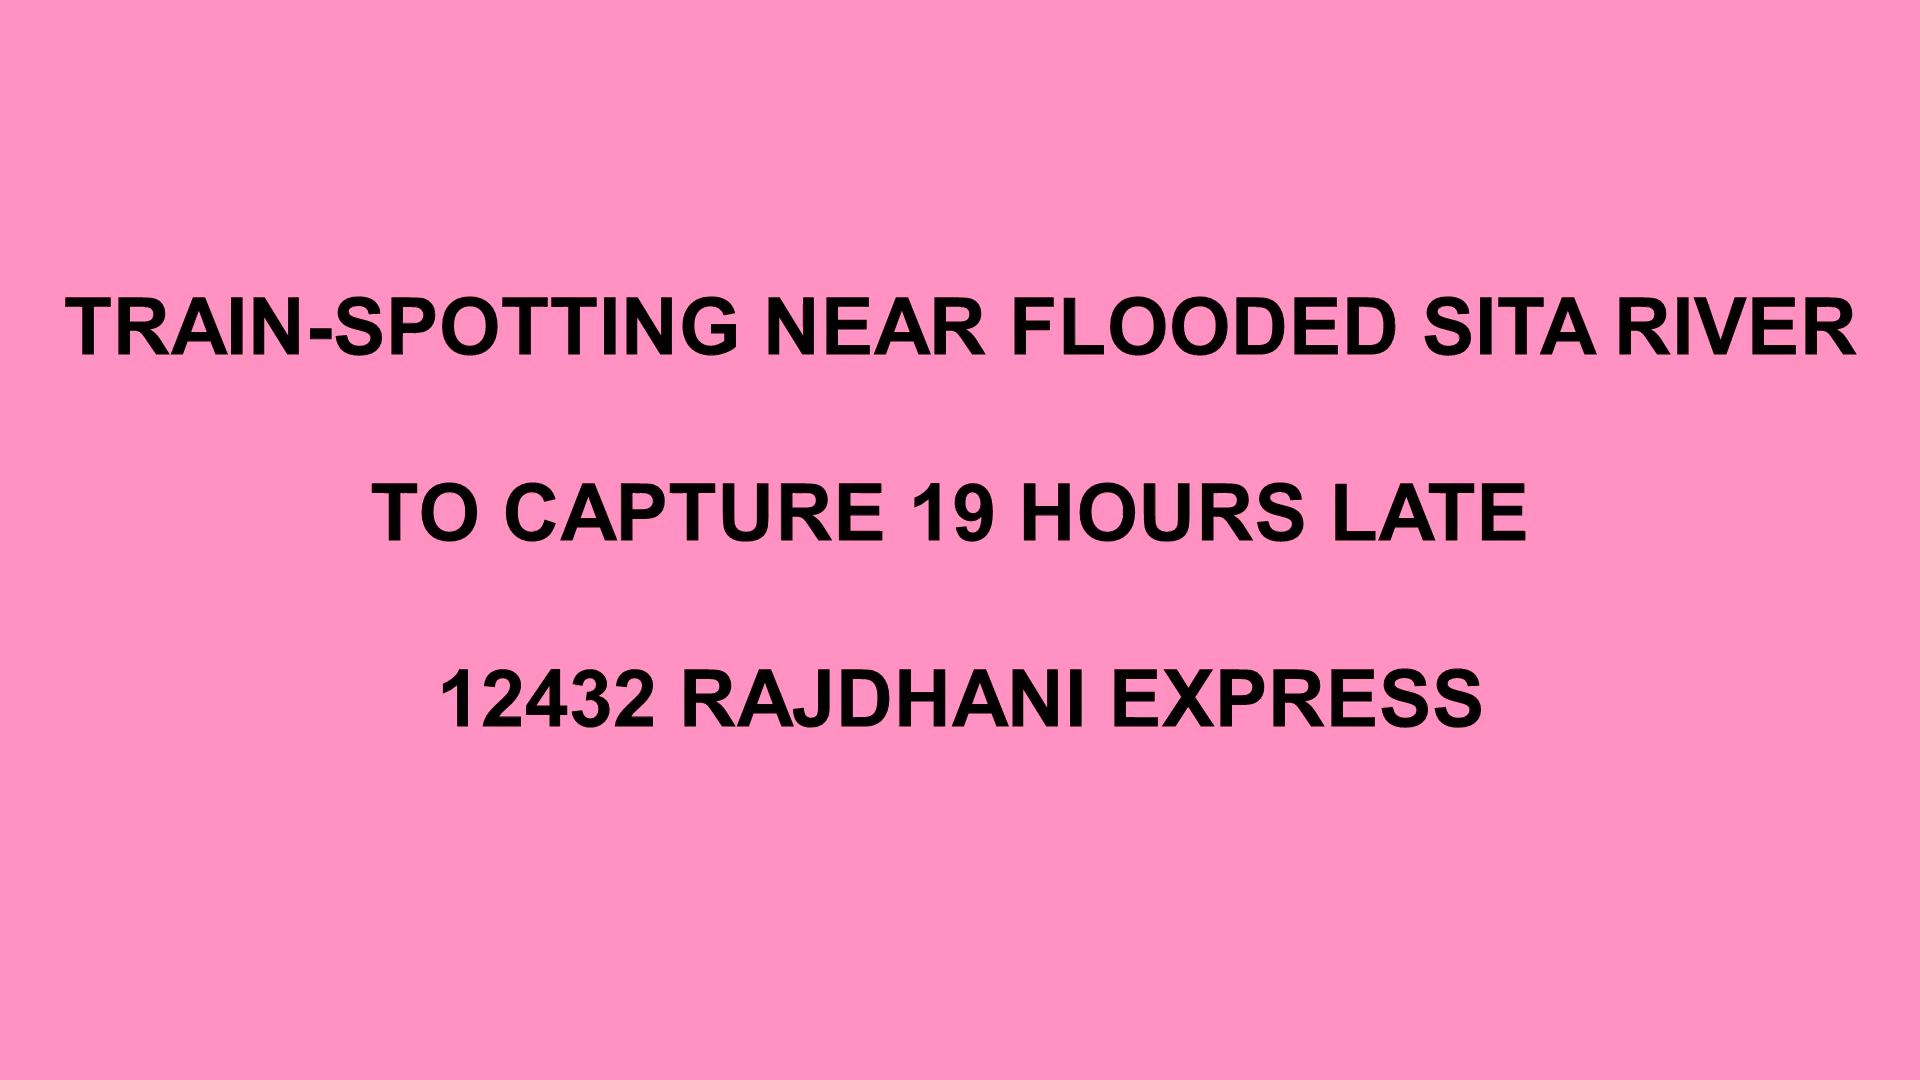 TRAIN-SPOTTING NEAR FLOODED SITA RIVER
TO CAPTURE 19 HOURS LATE
12432 RAJDHANI EXPRESS